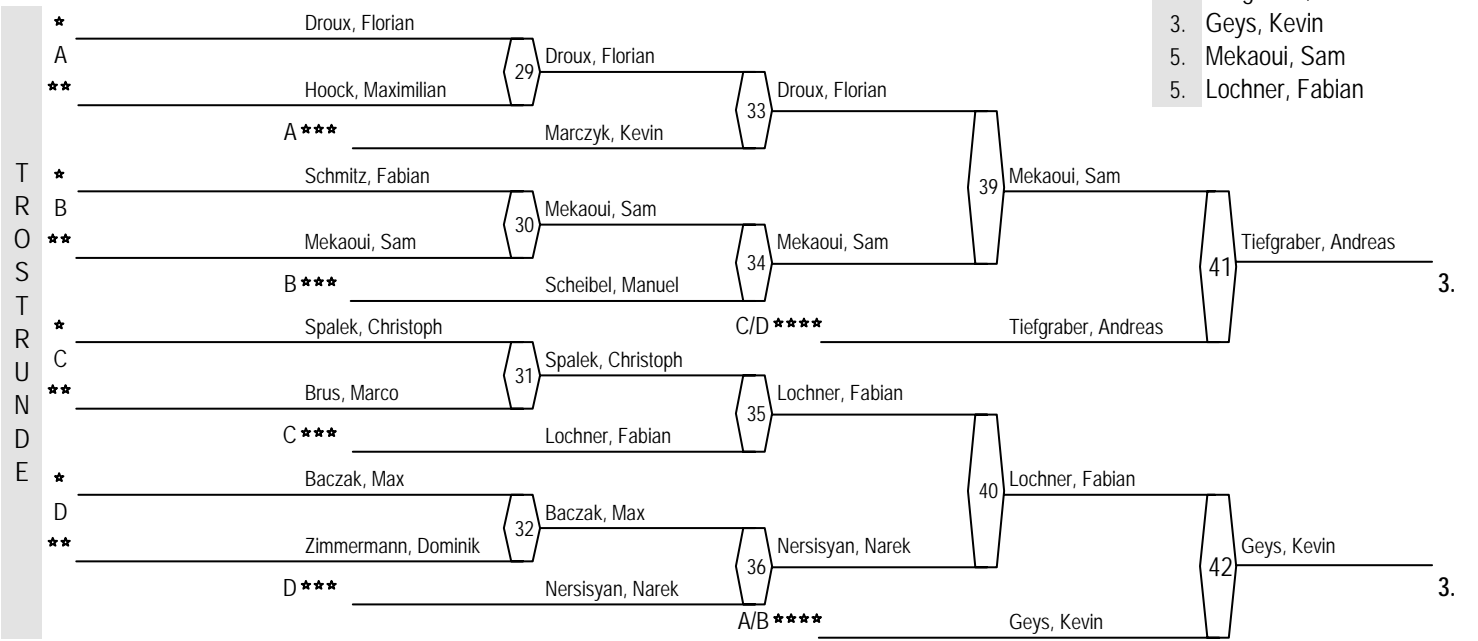 3. Geys, Kevin
5. Mekaoui, Sam
5. Lochner, Fabian
TROSTRUNDE
* Droux, Florian
A
** Hoock, Maximilian
29 Droux, Florian
A *** Marczyk, Kevin
33 Droux, Florian
* Schmitz, Fabian
B
** Mekaoui, Sam
30 Mekaoui, Sam
B *** Scheibel, Manuel
34 Mekaoui, Sam
39 Mekaoui, Sam
C/D **** Tiefgraber, Andreas
41 Tiefgraber, Andreas
3.
* Spalek, Christoph
C
** Brus, Marco
31 Spalek, Christoph
C *** Lochner, Fabian
35 Lochner, Fabian
* Baczak, Max
D
** Zimmermann, Dominik
32 Baczak, Max
D *** Nersisyan, Narek
36 Nersisyan, Narek
40 Lochner, Fabian
A/B **** Geys, Kevin
42 Geys, Kevin
3.